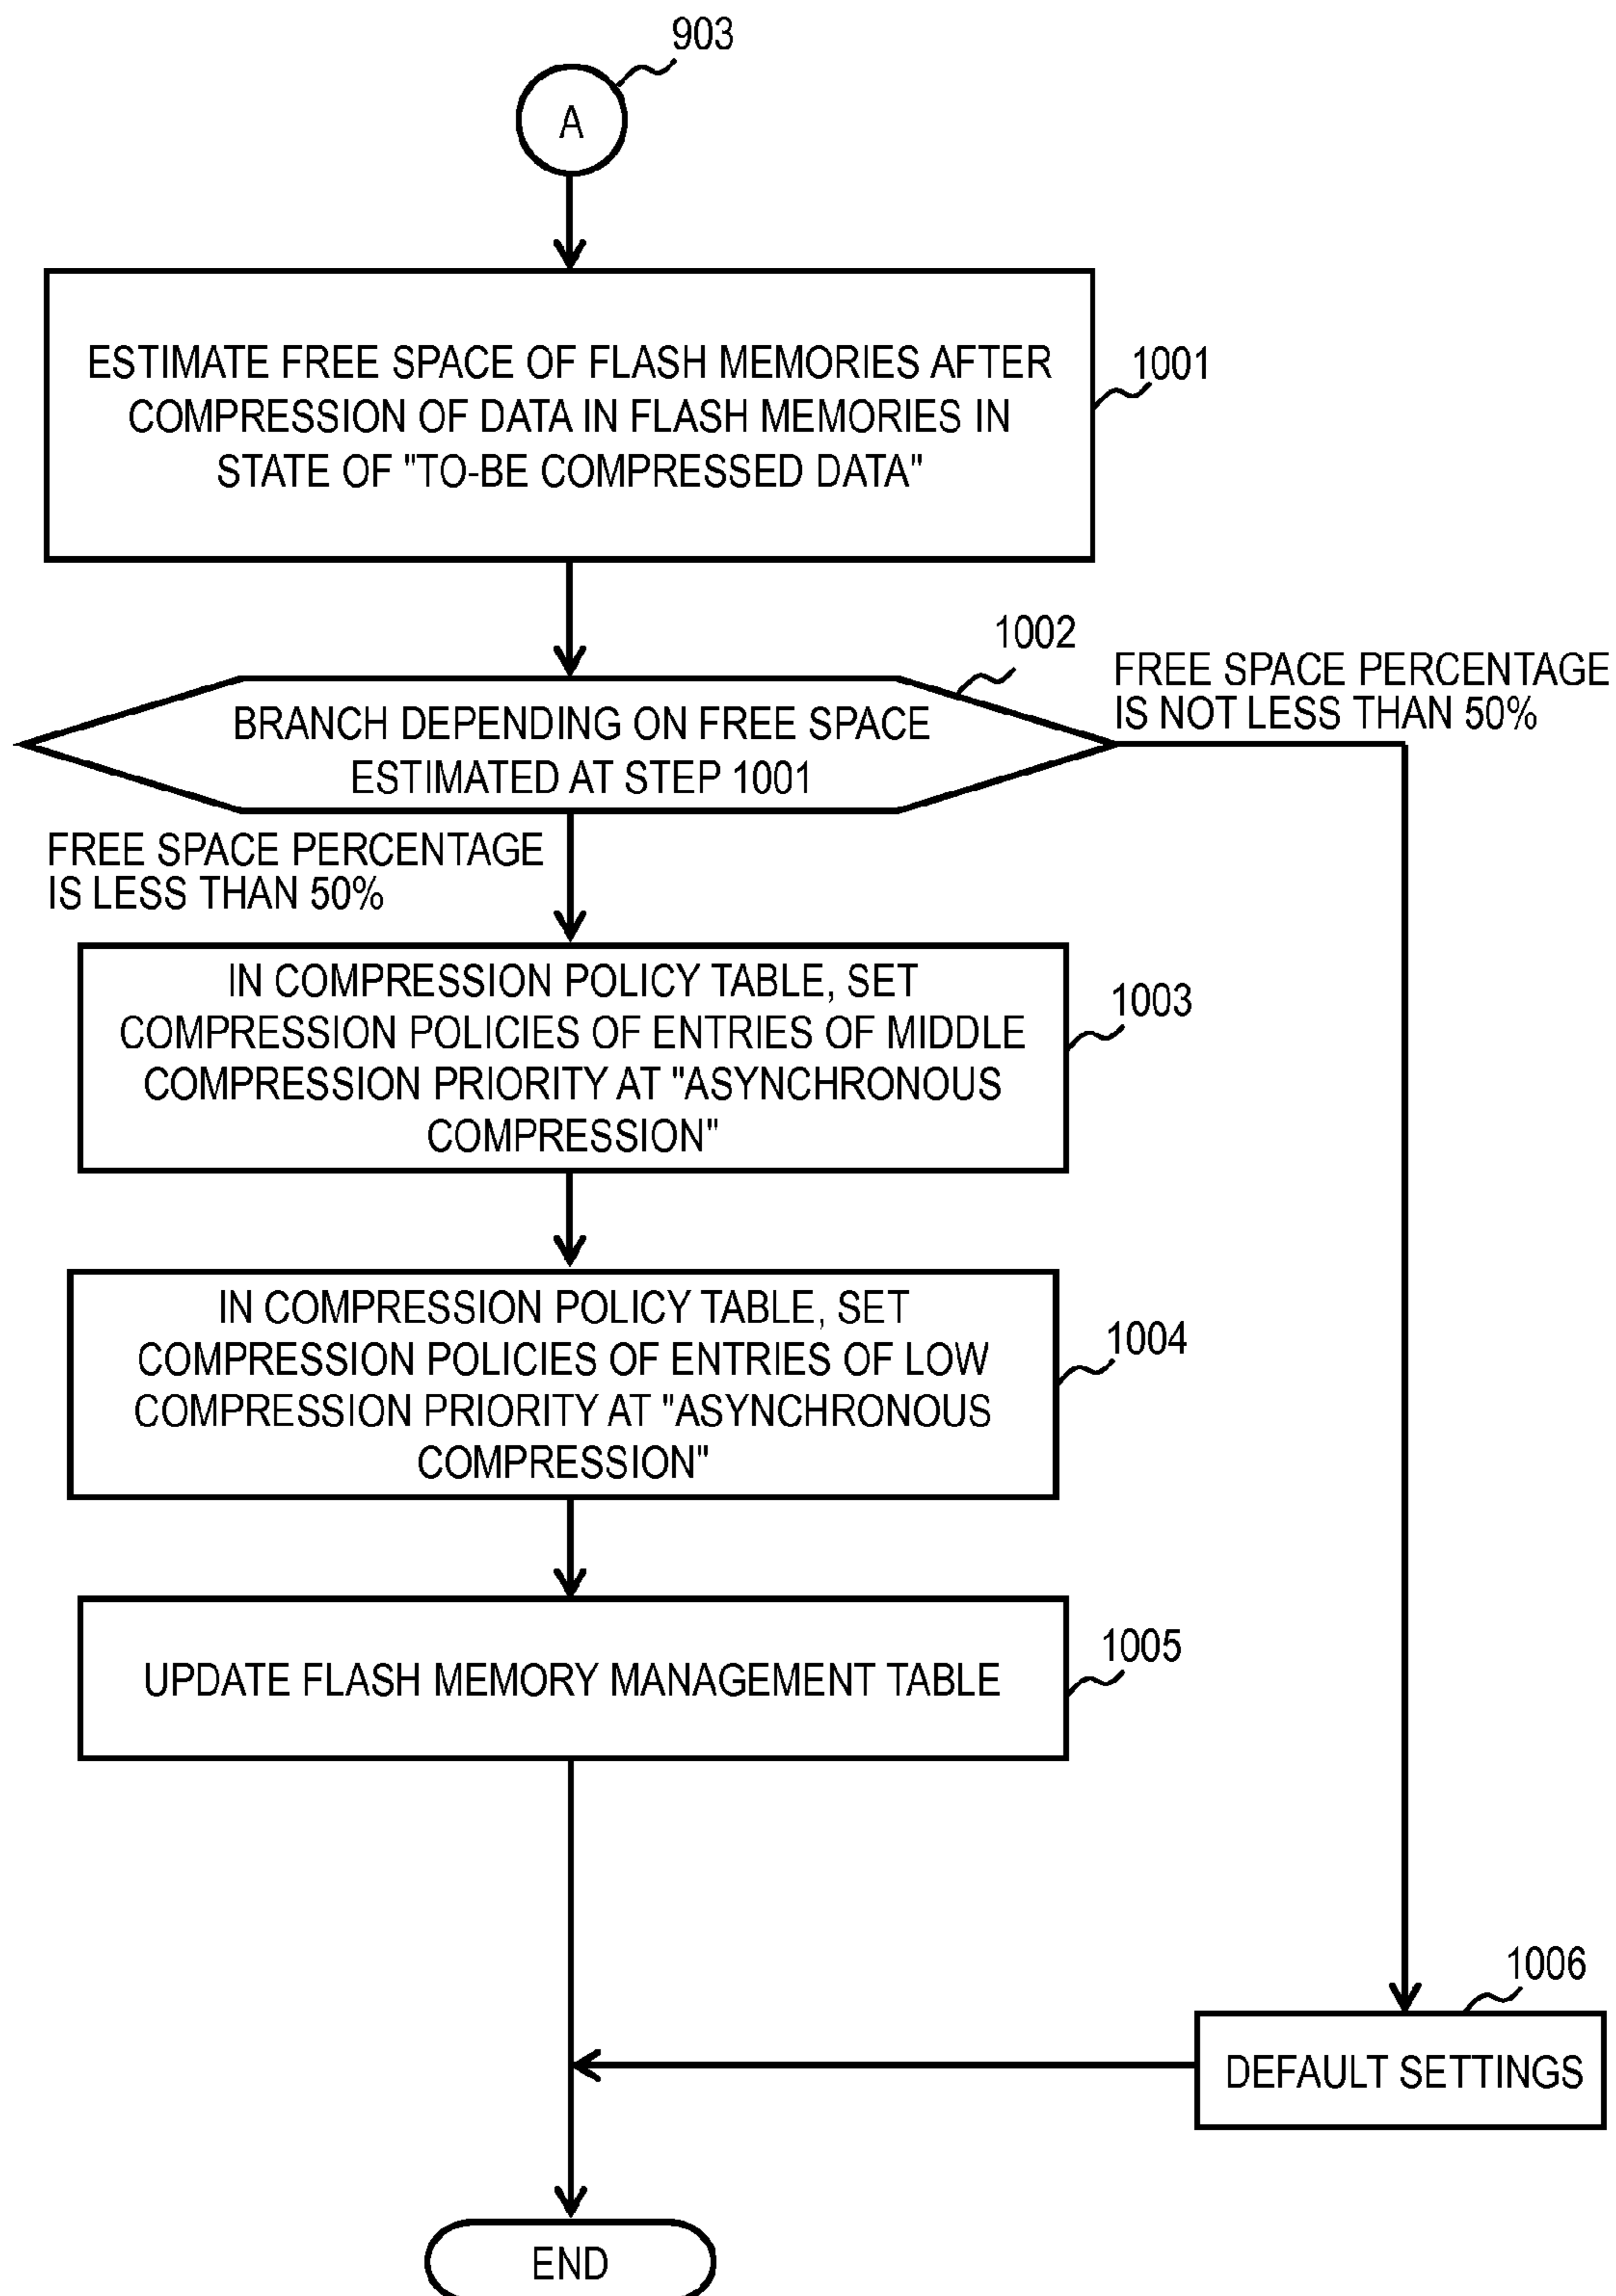 903
A
ESTIMATE FREE SPACE OF FLASH MEMORIES AFTER
COMPRESSION OF DATA IN FLASH MEMORIES IN
STATE OF "TO-BE COMPRESSED DATA"
1001
1002
FREE SPACE PERCENTAGE
IS NOT LESS THAN 50%
BRANCH DEPENDING ON FREE SPACE
ESTIMATED AT STEP 1001
FREE SPACE PERCENTAGE
IS LESS THAN 50%
IN COMPRESSION POLICY TABLE, SET
COMPRESSION POLICIES OF ENTRIES OF MIDDLE
COMPRESSION PRIORITY AT "ASYNCHRONOUS
COMPRESSION"
1003
IN COMPRESSION POLICY TABLE, SET
COMPRESSION POLICIES OF ENTRIES OF LOW
COMPRESSION PRIORITY AT "ASYNCHRONOUS
COMPRESSION"
1004
UPDATE FLASH MEMORY MANAGEMENT TABLE
1005
1006
DEFAULT SETTINGS
END